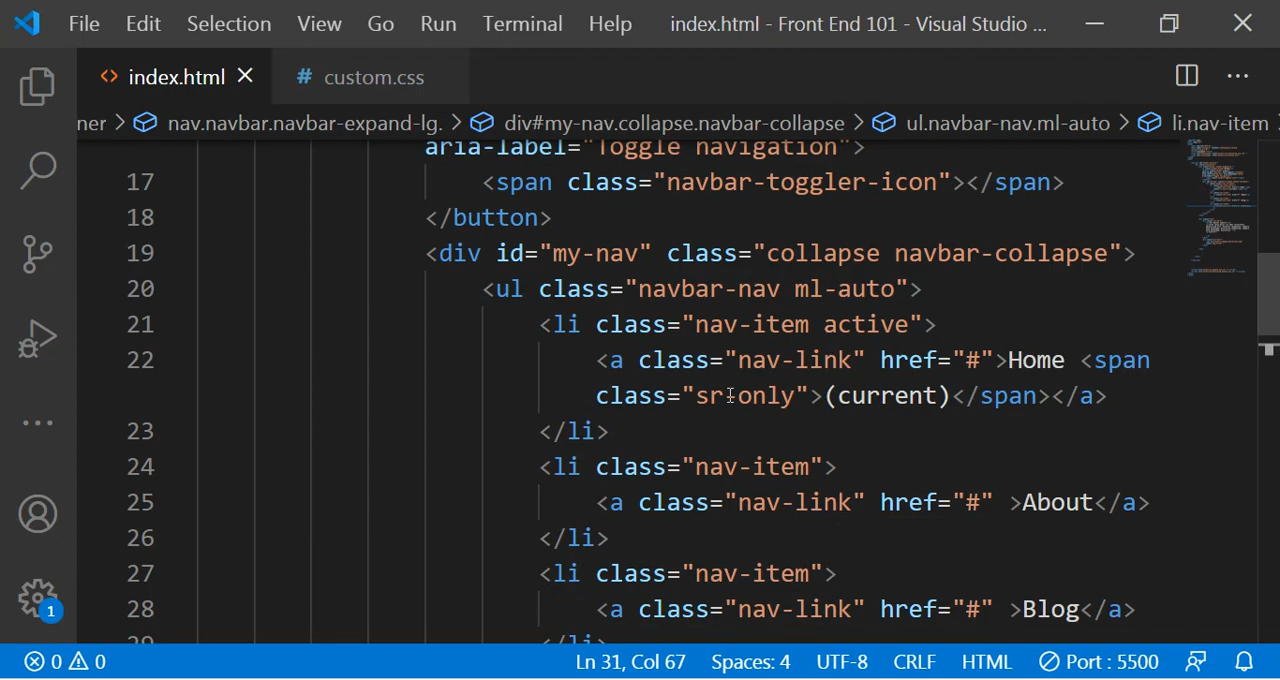 File Edit Selection View Go Run Terminal Help index.html - Front End 101 - Visual Studio ...
index.html # custom.css
ner > nav.navbar.navbar-expand-lg. > div#my-nav.collapse.navbar-collapse > ul.navbar-nav.ml-auto > li.nav-item
aria-label="Toggle navigation">
17 <span class="navbar-toggler-icon"></span>
18 </button>
19 <div id="my-nav" class="collapse navbar-collapse">
20 <ul class="navbar-nav ml-auto">
21 <li class="nav-item active">
22 <a class="nav-link" href="#">Home <span
class="sr-only">(current)</span></a>
23 </li>
24 <li class="nav-item">
25 <a class="nav-link" href="#" >About</a>
26 </li>
27 <li class="nav-item">
28 <a class="nav-link" href="#" >Blog</a>
29 </li>
1
0 0 Ln 31, Col 67 Spaces: 4 UTF-8 CRLF HTML Port : 5500